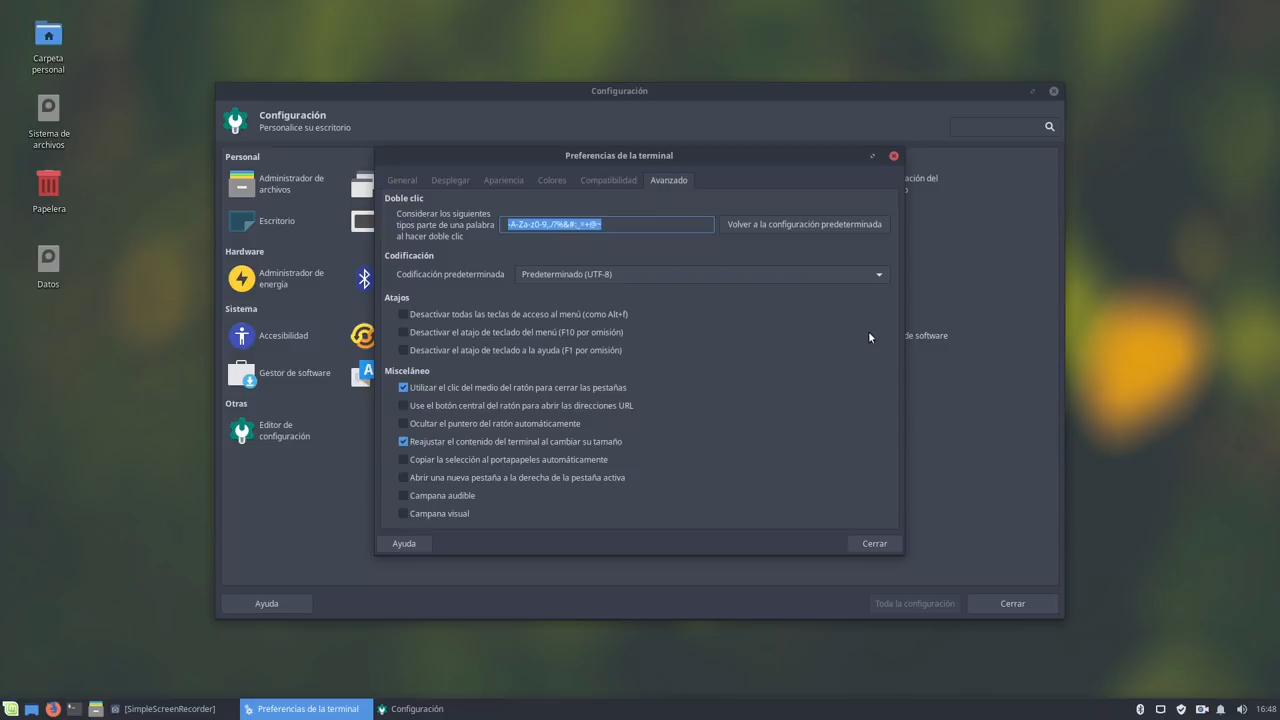 Carpeta
personal
Sistema de
archivos
Papelera
Datos
Configuración
Configuración
Personalice su escritorio
Personal
Administrador de
archivos
Escritorio
Hardware
Administrador de
energía
Sistema
Accesibilidad
Gestor de software
Otras
Editor de
configuración
ón del
de software
Ayuda
Toda la configuración
Cerrar
Preferencias de la terminal
General
Desplegar
Apariencia
Colores
Compatibilidad
Avanzado
Doble clic
Considerar los siguientes
tipos parte de una palabra
al hacer doble clic
-A-Za-z0-9,./?%&#:_=+@~
Volver a la configuración predeterminada
Codificación
Codificación predeterminada
Predeterminado (UTF-8)
Atajos
Desactivar todas las teclas de acceso al menú (como Alt+f)
Desactivar el atajo de teclado del menú (F10 por omisión)
Desactivar el atajo de teclado a la ayuda (F1 por omisión)
Misceláneo
Utilizar el clic del medio del ratón para cerrar las pestañas
Use el botón central del ratón para abrir las direcciones URL
Ocultar el puntero del ratón automáticamente
Reajustar el contenido del terminal al cambiar su tamaño
Copiar la selección al portapapeles automáticamente
Abrir una nueva pestaña a la derecha de la pestaña activa
Campana audible
Campana visual
Ayuda
Cerrar
[SimpleScreenRecorder]
Preferencias de la terminal
Configuración
16:48